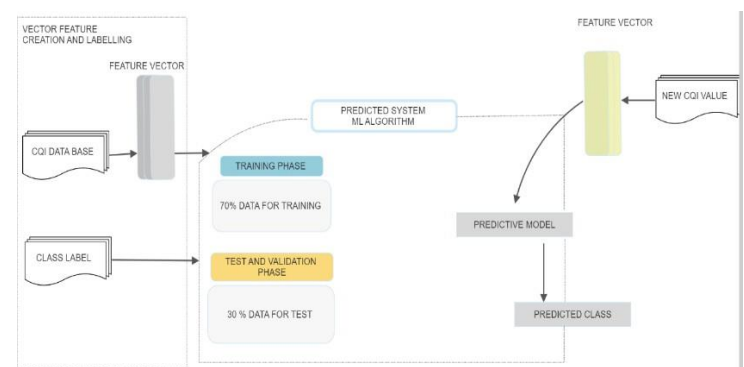 VECTOR FEATURE
CREATION AND LABELLING
FEATURE VECTOR
CQI DATA BASE
CLASS LABEL
PREDICTED SYSTEM
ML ALGORITHM
TRAINING PHASE
70% DATA FOR TRAINING
TEST AND VALIDATION
PHASE
30 % DATA FOR TEST
FEATURE VECTOR
NEW CQI VALUE
PREDICTIVE MODEL
PREDICTED CLASS